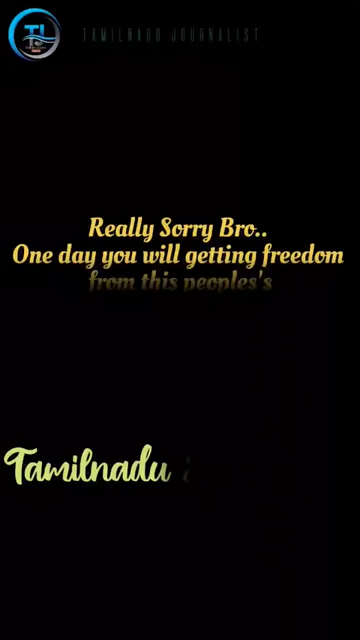 TAMILNADU JOURNALIST
Really Sorry Bro..
One day you will getting freedom
from this peoples's
Tamilnadu